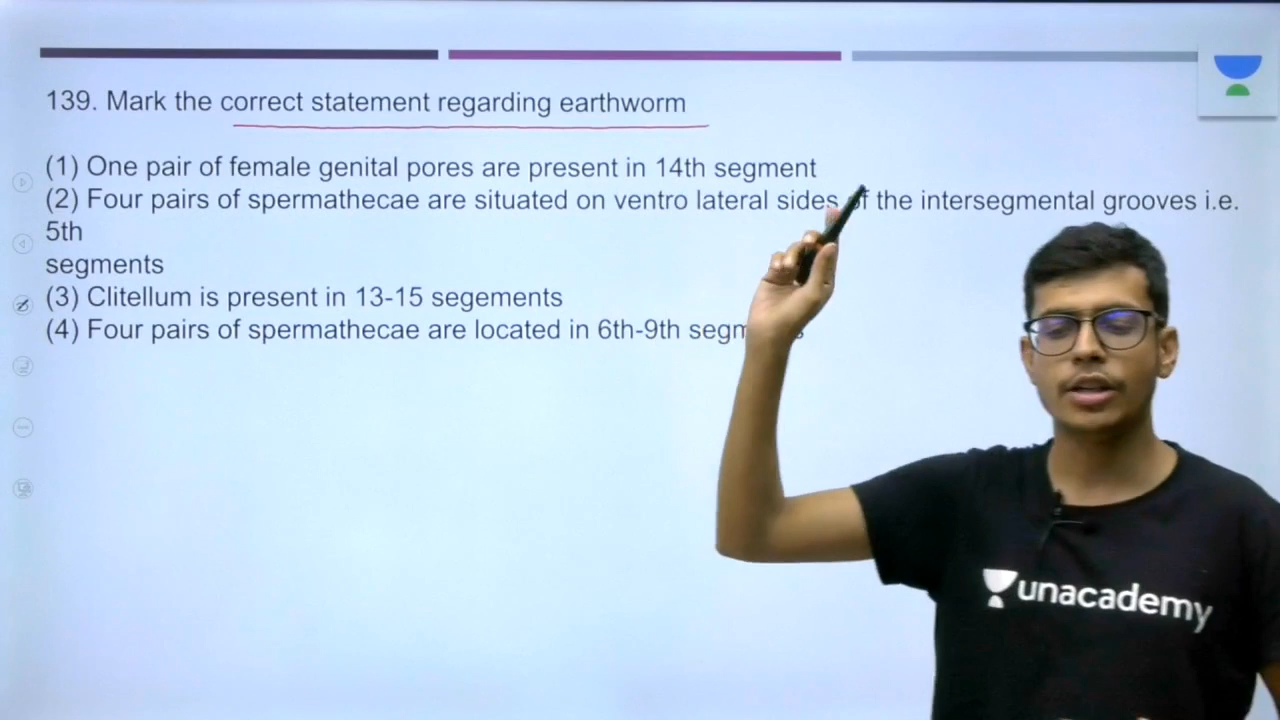 139. Mark the correct statement regarding earthworm
(1) One pair of female genital pores are present in 14th segment
(2) Four pairs of spermathecae are situated on ventro lateral sides of the intersegmental grooves i.e.
5th
segments
(3) Clitellum is present in 13-15 segements
(4) Four pairs of spermathecae are located in 6th-9th
unacademy